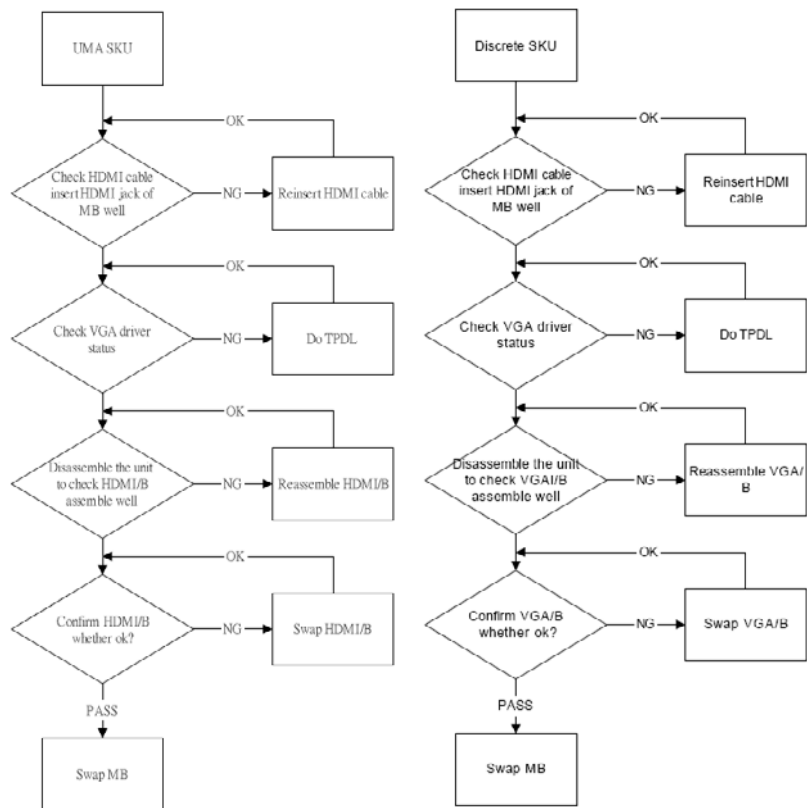 UMA SKU
OK
Check HDMI cable
insert HDMI jack of
MB well
NG
Reinsert HDMI cable
OK
Check VGA driver
status
NG
Do TPDL
OK
Disassemble the unit
to check HDMI/B
assemble well
NG
Reassemble HDMI/B
OK
Confirm HDMI/B
whether ok?
NG
Swap HDMI/B
PASS
Swap MB
Discrete SKU
OK
Check HDMI cable
insert HDMI jack of
MB well
NG
Reinsert HDMI
cable
OK
Check VGA driver
status
NG
Do TPDL
OK
Disassemble the unit
to check VGAI/B
assemble well
NG
Reassemble VGA/
B
OK
Confirm VGA/B
whether ok?
NG
Swap VGA/B
PASS
Swap MB